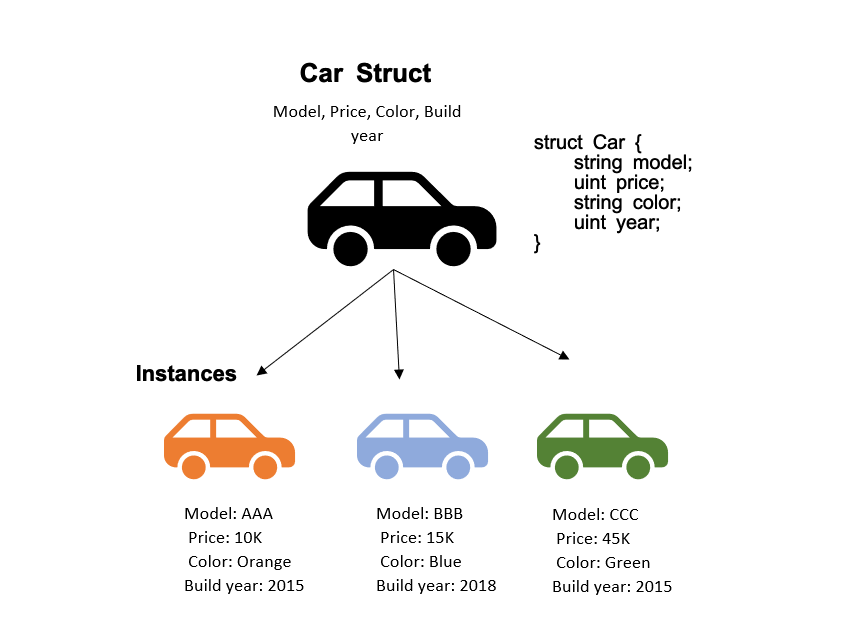 Car Struct
Model, Price, Color, Build
year
struct Car {
string model;
uint price;
string color;
uint year;
}
Instances
Model: AAA
Price: 10K
Color: Orange
Build year: 2015
Model: BBB
Price: 15K
Color: Blue
Build year: 2018
Model: CCC
Price: 45K
Color: Green
Build year: 2015